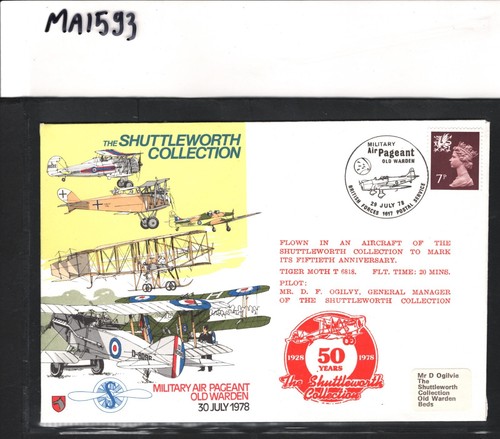 MA1593
THE SHUTTLEWORTH
COLLECTION
MILITARY
Air Pageant
OLD WARDEN
29 JULY 78
BRITISH FORCES 1617 POSTAL SERVICE
7P
FLOWN IN AN AIRCRAFT OF THE
SHUTTLEWORTH COLLECTION TO MARK
ITS FIFTIETH ANNIVERSARY.
TIGER MOTH T 6818. FLT. TIME: 20 MINS.
PILOT:
MR. D. F. OGILVY, GENERAL MANAGER
OF THE SHUTTLEWORTH COLLECTION
1928 50 1978
YEARS
The Shuttleworth
Collection
S
MILITARY AIR PAGEANT
OLD WARDEN
30 JULY 1978
Mr D Ogilvie
The
Shuttleworth
Collection
Old Warden
Beds